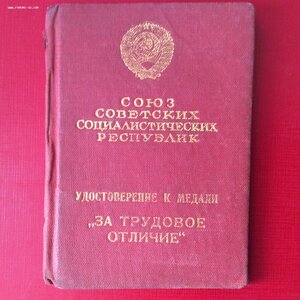 СОЮЗ
СОВЕТСКИХ
СОЦИАЛИСТИЧЕСКИХ
РЕСПУБЛИК
УДОСТОВЕРЕНИЕ К МЕДАЛИ
„ЗА ТРУДОВОЕ
ОТЛИЧИЕ“